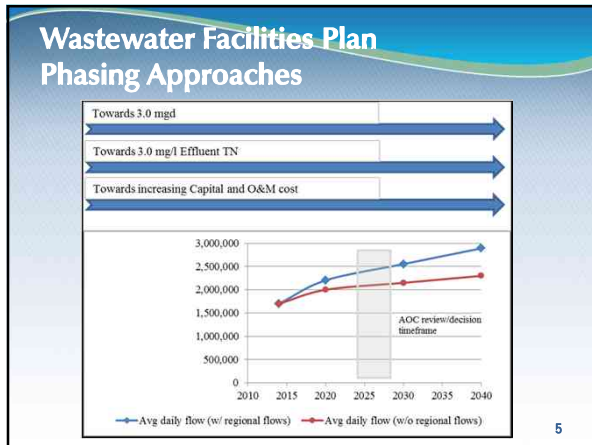 Wastewater Facilities Plan
Phasing Approaches
Towards 3.0 mgd
Towards 3.0 mg/l Effluent TN
Towards increasing Capital and O&M cost
3,000,000
2,500,000
2,000,000
1,500,000
1,000,000
500,000
0
AOC review/decision
timeframe
2010 2015 2020 2025 2030 2035 2040
Avg daily flow (w/ regional flows) Avg daily flow (w/o regional flows)
5